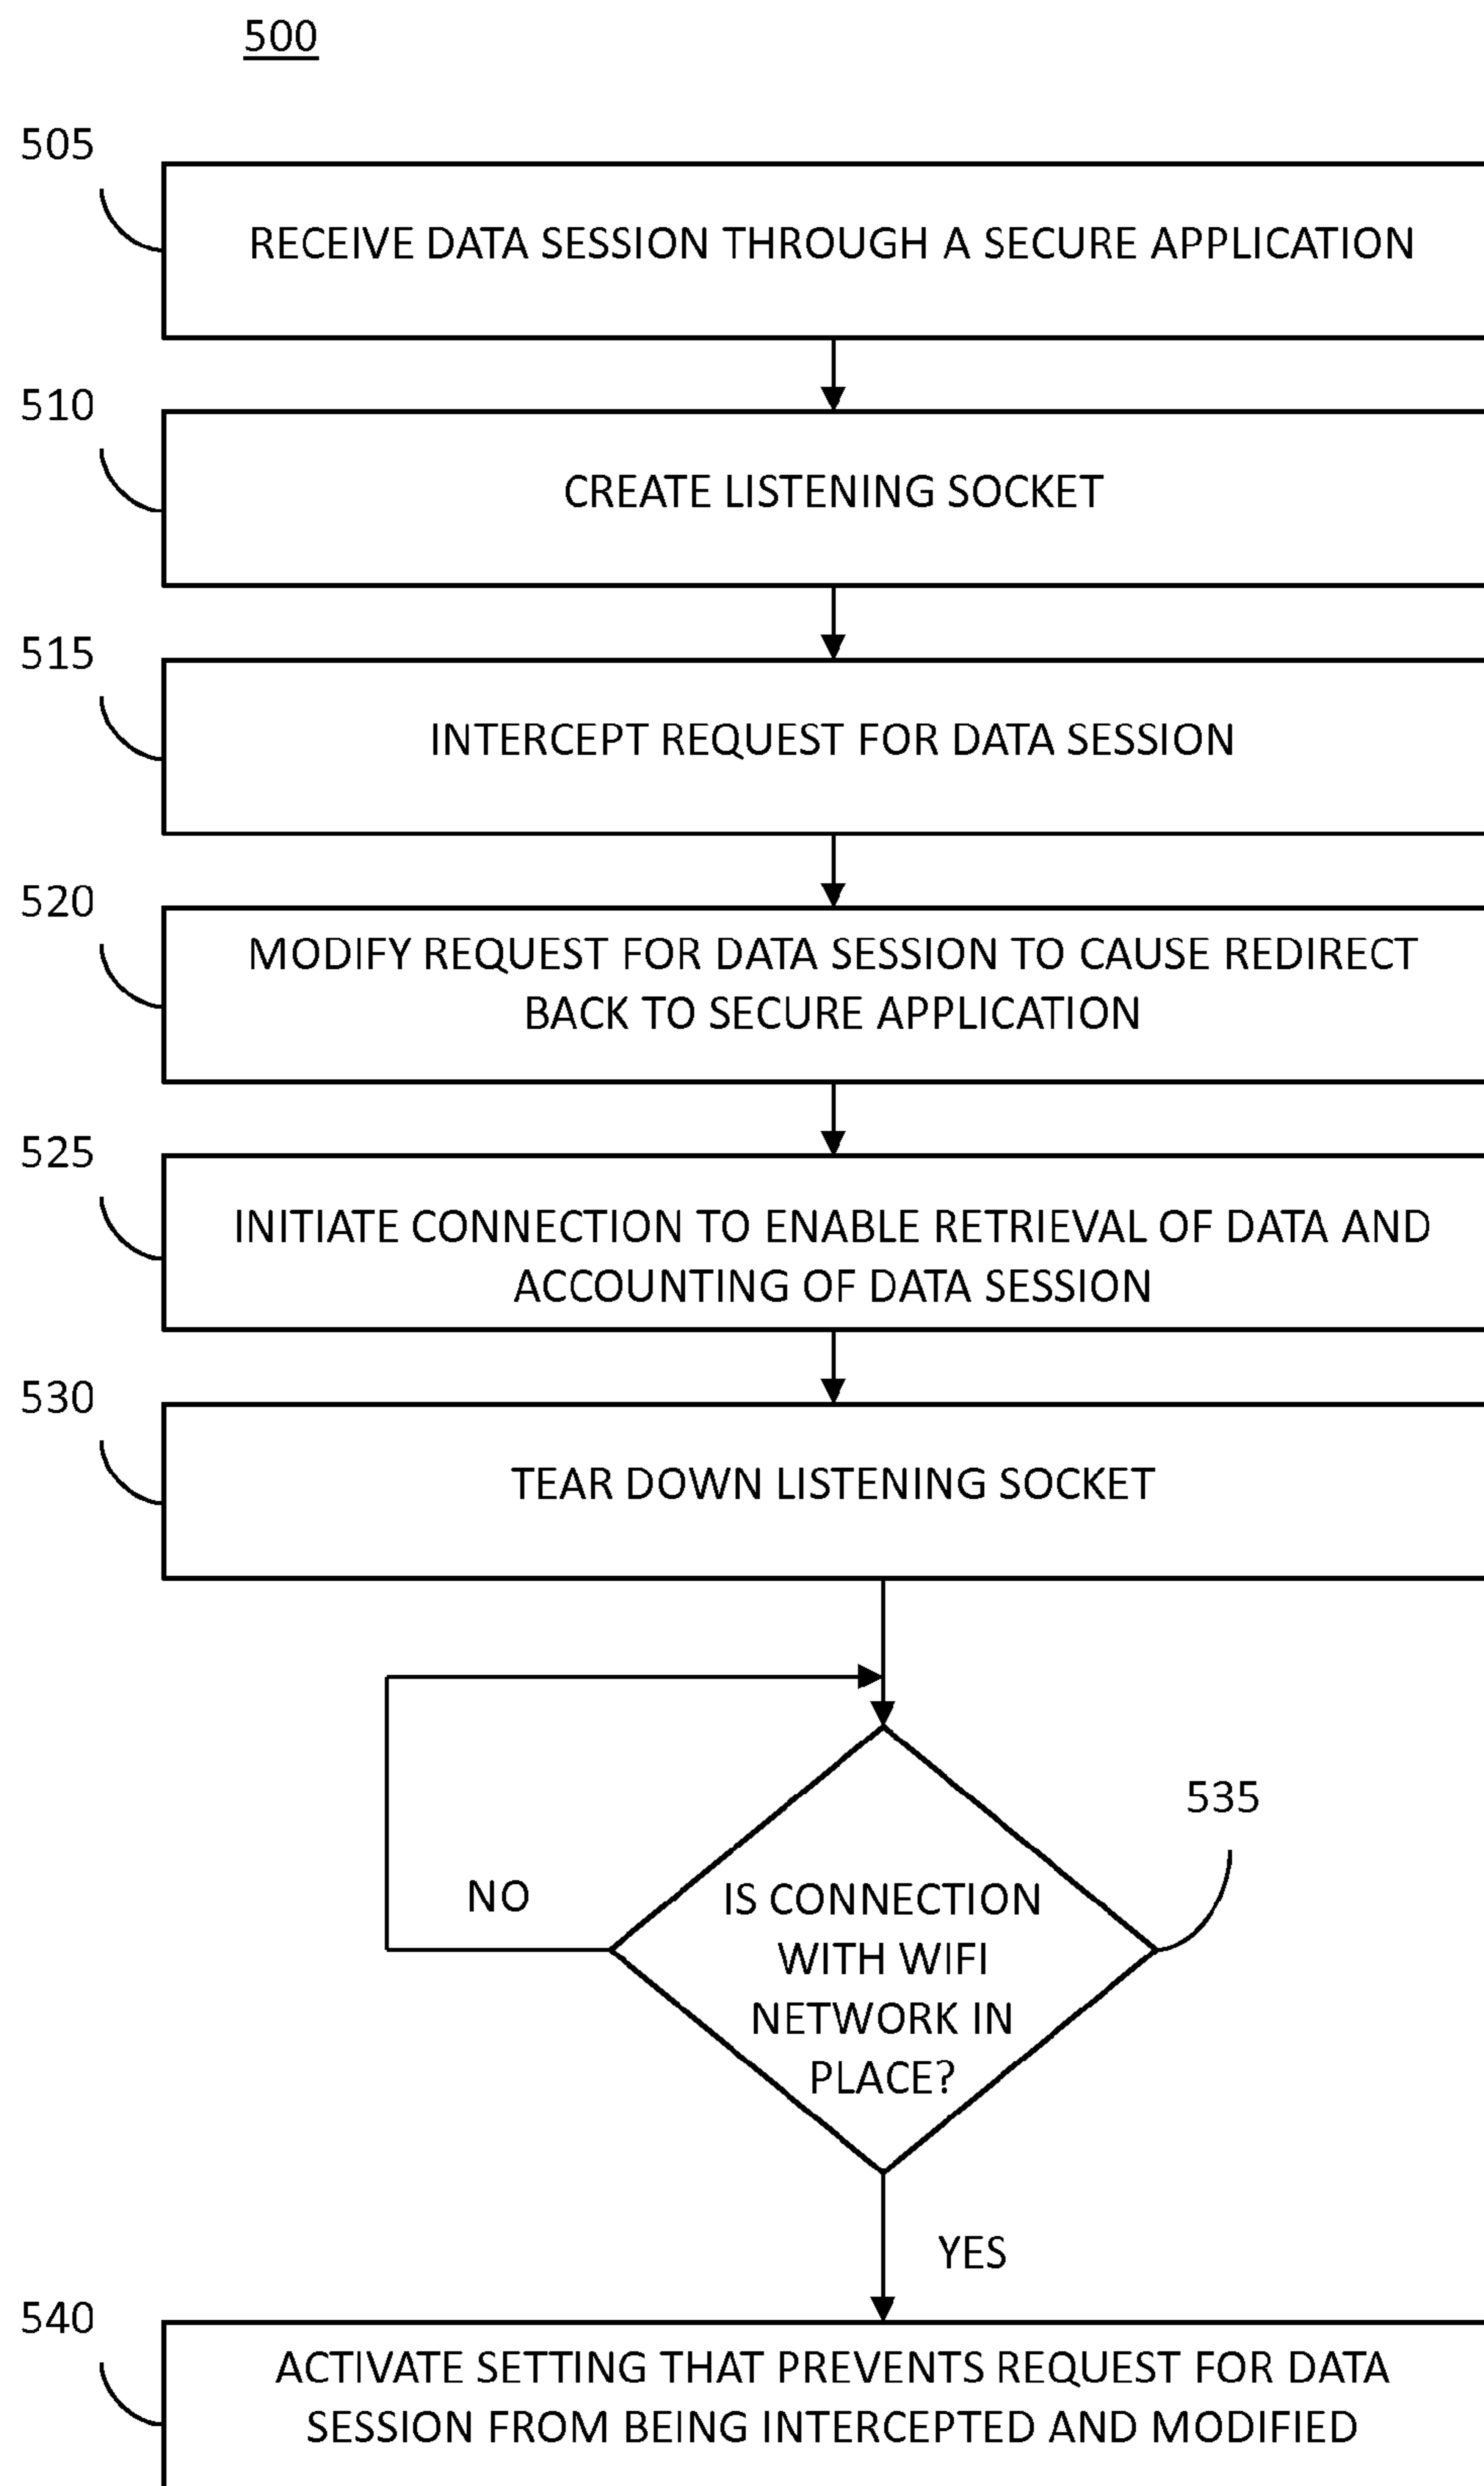 500
505
RECEIVE DATA SESSION THROUGH A SECURE APPLICATION
510
CREATE LISTENING SOCKET
515
INTERCEPT REQUEST FOR DATA SESSION
520
MODIFY REQUEST FOR DATA SESSION TO CAUSE REDIRECT
BACK TO SECURE APPLICATION
525
INITIATE CONNECTION TO ENABLE RETRIEVAL OF DATA AND
ACCOUNTING OF DATA SESSION
530
TEAR DOWN LISTENING SOCKET
535
NO
IS CONNECTION
WITH WIFI
NETWORK IN
PLACE?
YES
540
ACTIVATE SETTING THAT PREVENTS REQUEST FOR DATA
SESSION FROM BEING INTERCEPTED AND MODIFIED